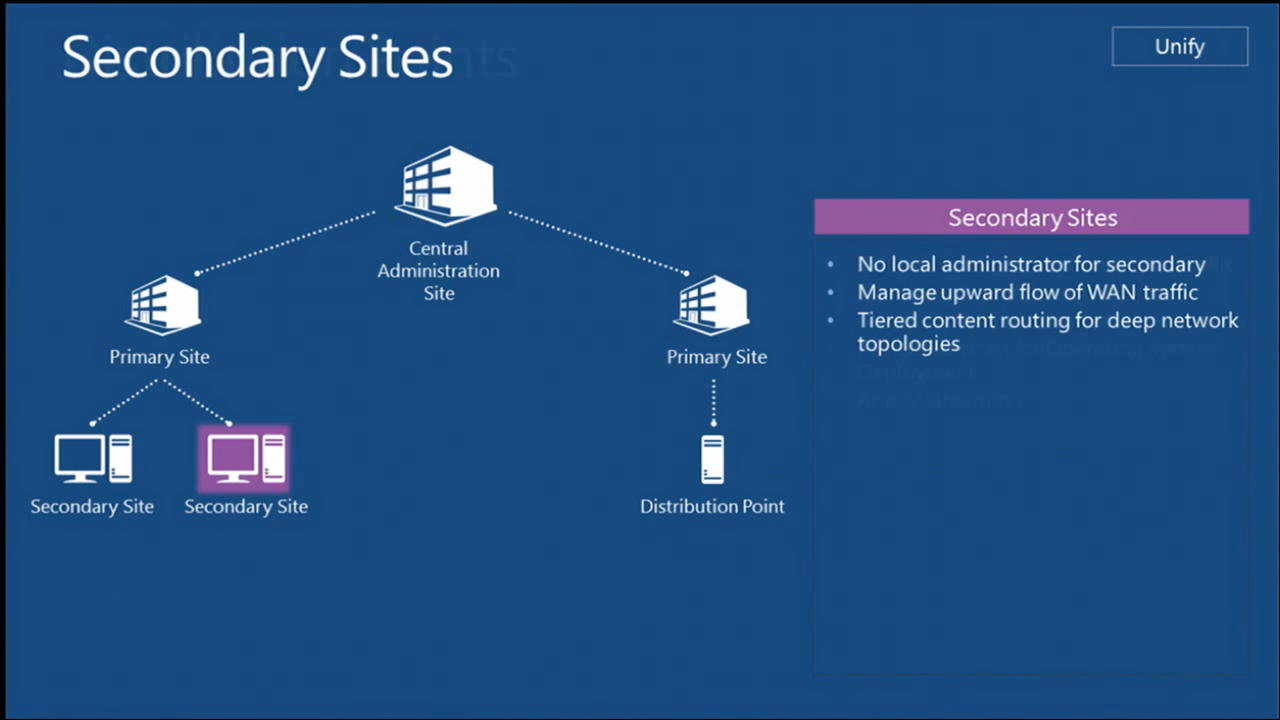 Secondary Sites
Unify
Central
Administration
Site
Primary Site
Primary Site
Secondary Site
Secondary Site
Distribution Point
Secondary Sites
• No local administrator for secondary
• Manage upward flow of WAN traffic
• Tiered content routing for deep network
topologies